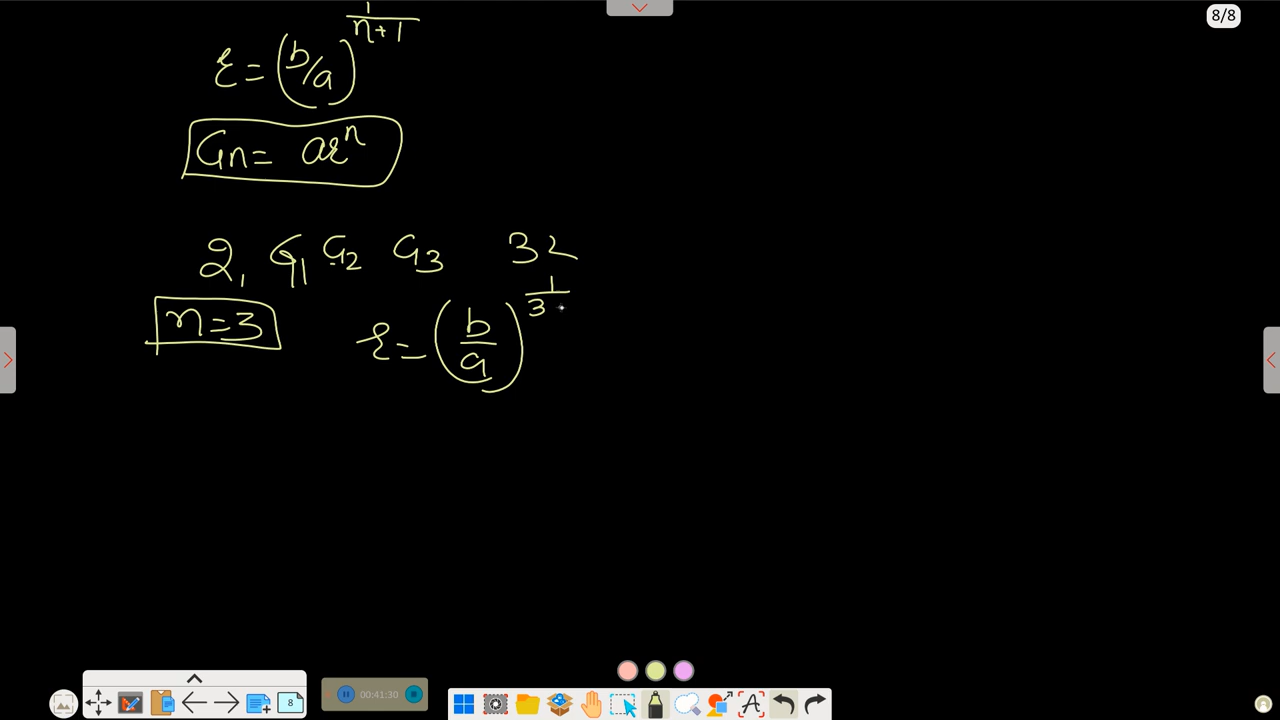 8/8
r = (b/a)^(1/(n+1))
Gn = ar^n
2, G1 G2 G3 32
n=3 r = (b/a)^(1/3
00:41:30
8